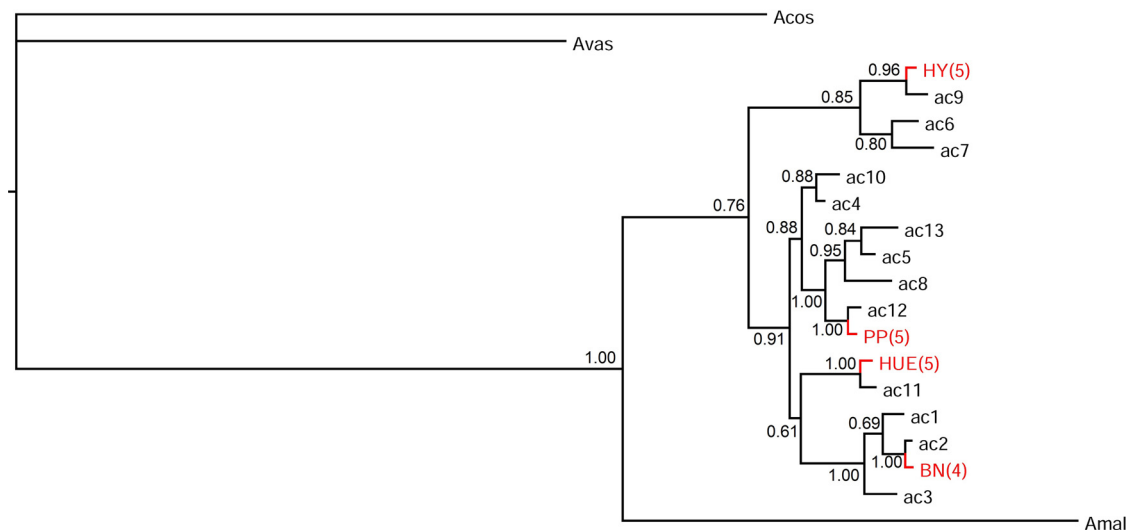 Acos
Avas
0.96 HY(5)
0.85 ac9
ac6
0.80 ac7
0.88 ac10
0.76 ac4
0.88 0.84 ac13
0.95 ac5
ac8
1.00 ac12
1.00 PP(5)
0.91
1.00 1.00 HUE(5)
ac11
0.69 ac1
0.61 ac2
1.00 BN(4)
1.00
ac3
Amal